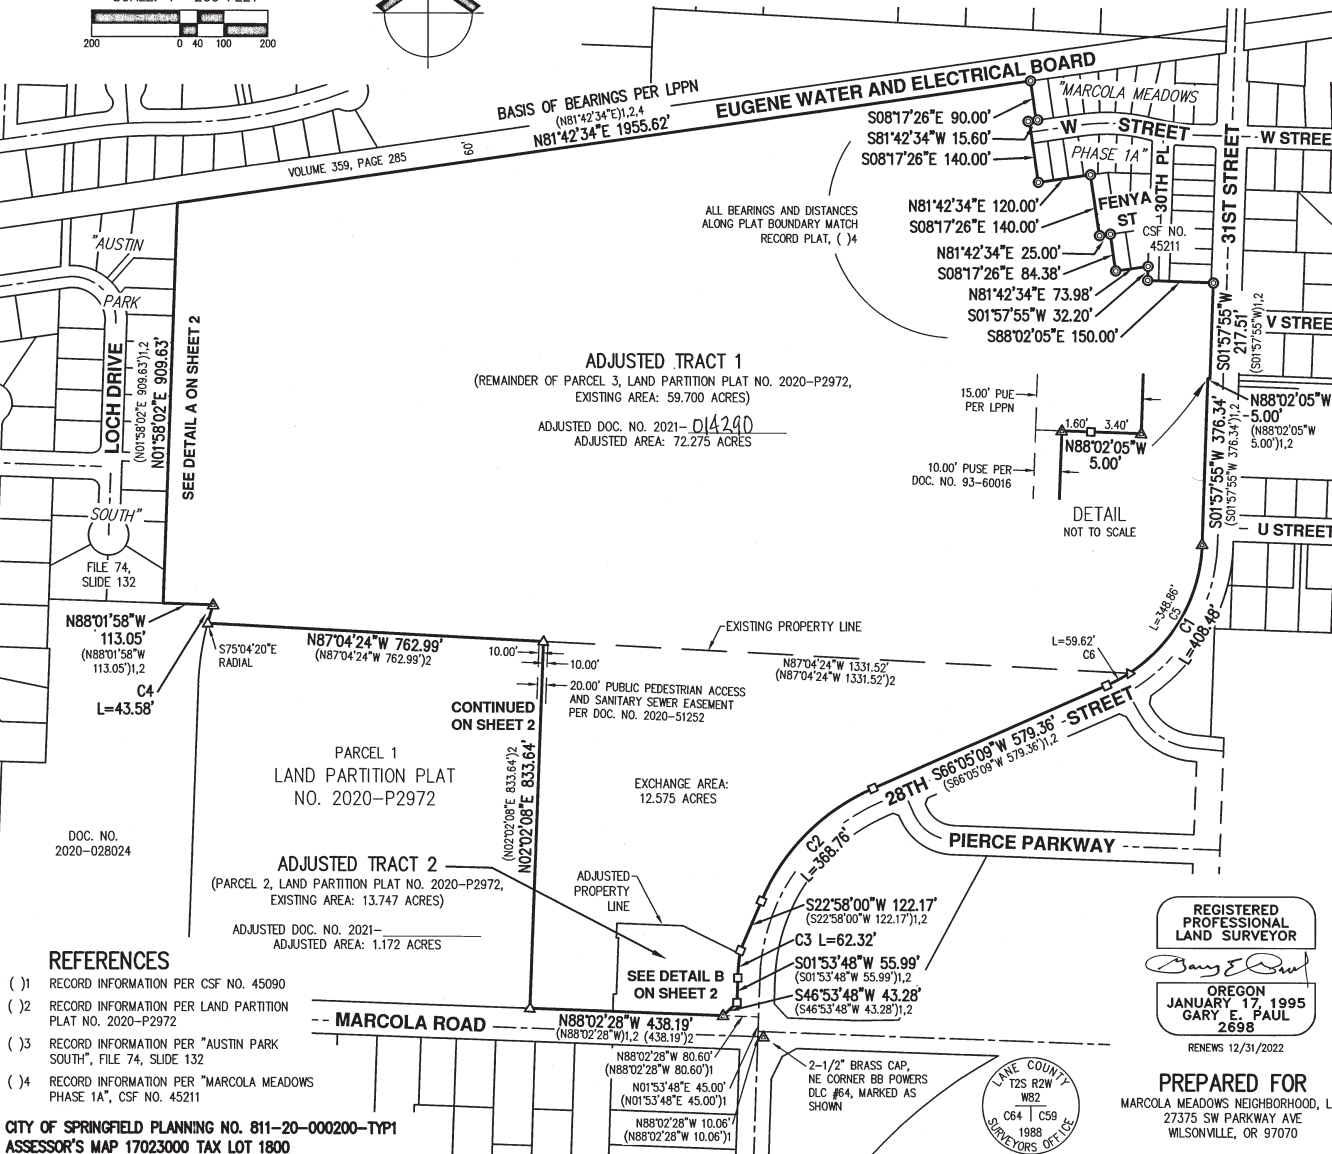 SCALE: 1" = 200 FEET
200 0 40 100 200
BASIS OF BEARINGS PER LPPN
(N81°42'34"E)1,2,4
N81°42'34"E 1955.62'
EUGENE WATER AND ELECTRICAL BOARD
VOLUME 359, PAGE 285
60'
"MARCOLA MEADOWS
PHASE 1A"
W STREET
W STREE
30TH PL
FENYA
ST
CSF NO.
45211
31ST STREET
S08°17'26"E 90.00'
S81°42'34"W 15.60'
S08°17'26"E 140.00'
N81°42'34"E 120.00'
S08°17'26"E 140.00'
N81°42'34"E 25.00'
S08°17'26"E 84.38'
N81°42'34"E 73.98'
S01°57'55"W 32.20'
S88°02'05"E 150.00'
ALL BEARINGS AND DISTANCES
ALONG PLAT BOUNDARY MATCH
RECORD PLAT, ( )4
"AUSTIN
PARK
SOUTH"
LOCH DRIVE
(N01°58'02"E 909.63')1,2
N01°58'02"E 909.63'
SEE DETAIL A ON SHEET 2
FILE 74,
SLIDE 132
ADJUSTED TRACT 1
(REMAINDER OF PARCEL 3, LAND PARTITION PLAT NO. 2020-P2972,
EXISTING AREA: 59.700 ACRES)
ADJUSTED DOC. NO. 2021- 014290
ADJUSTED AREA: 72.275 ACRES
S01°57'55"W
217.51
(S01°57'55"W)1,2
V STREE
N88°02'05"W
5.00'
(N88°02'05"W
5.00')1,2
15.00' PUE
PER LPPN
1.60' 3.40'
N88°02'05"W
5.00'
10.00' PUSE PER
DOC. NO. 93-60016
DETAIL
NOT TO SCALE
S01°57'55"W 376.34'
(S01°57'55"W 376.34')1,2
U STREET
N88°01'58"W
113.05'
(N88°01'58"W
113.05')1,2
C4
L=43.58'
S75°04'20"E
RADIAL
N87°04'24"W 762.99'
(N87°04'24"W 762.99')2
10.00'
10.00'
EXISTING PROPERTY LINE
N87°04'24"W 1331.52'
(N87°04'24"W 1331.52')2
L=348.86'
C5
C1
L=408.48'
L=59.62'
C6
20.00' PUBLIC PEDESTRIAN ACCESS
AND SANITARY SEWER EASEMENT
PER DOC. NO. 2020-51252
CONTINUED
ON SHEET 2
PARCEL 1
LAND PARTITION PLAT
NO. 2020-P2972
(N02°02'08"E 833.64')2
N02°02'08"E 833.64'
EXCHANGE AREA:
12.575 ACRES
28TH STREET
S66°05'09"W 579.36'
(S66°05'09"W 579.36')1,2
C2
L=368.76'
PIERCE PARKWAY
DOC. NO.
2020-028024
ADJUSTED TRACT 2
(PARCEL 2, LAND PARTITION PLAT NO. 2020-P2972,
EXISTING AREA: 13.747 ACRES)
ADJUSTED DOC. NO. 2021-
ADJUSTED AREA: 1.172 ACRES
ADJUSTED
PROPERTY
LINE
SEE DETAIL B
ON SHEET 2
S22°58'00"W 122.17'
(S22°58'00"W 122.17')1,2
C3 L=62.32'
S01°53'48"W 55.99'
(S01°53'48"W 55.99')1,2
S46°53'48"W 43.28'
(S46°53'48"W 43.28')1,2
MARCOLA ROAD
N88°02'28"W 438.19'
(N88°02'28"W)1,2 (438.19')2
N88°02'28"W 80.60'
(N88°02'28"W 80.60')1
N01°53'48"E 45.00'
(N01°53'48"E 45.00')1
N88°02'28"W 10.06'
(N88°02'28"W 10.06')1
2-1/2" BRASS CAP,
NE CORNER BB POWERS
DLC #64, MARKED AS
SHOWN
LANE COUNTY
T2S R2W
W82
C64 C59
1988
SURVEYORS OFFICE
REFERENCES
( )1 RECORD INFORMATION PER CSF NO. 45090
( )2 RECORD INFORMATION PER LAND PARTITION
PLAT NO. 2020-P2972
( )3 RECORD INFORMATION PER "AUSTIN PARK
SOUTH", FILE 74, SLIDE 132
( )4 RECORD INFORMATION PER "MARCOLA MEADOWS
PHASE 1A", CSF NO. 45211
CITY OF SPRINGFIELD PLANNING NO. 811-20-000200-TYP1
ASSESSOR'S MAP 17023000 TAX LOT 1800
REGISTERED
PROFESSIONAL
LAND SURVEYOR
Gary E Paul
OREGON
JANUARY 17, 1995
GARY E. PAUL
2698
RENEWS 12/31/2022
PREPARED FOR
MARCOLA MEADOWS NEIGHBORHOOD, L
27375 SW PARKWAY AVE
WILSONVILLE, OR 97070